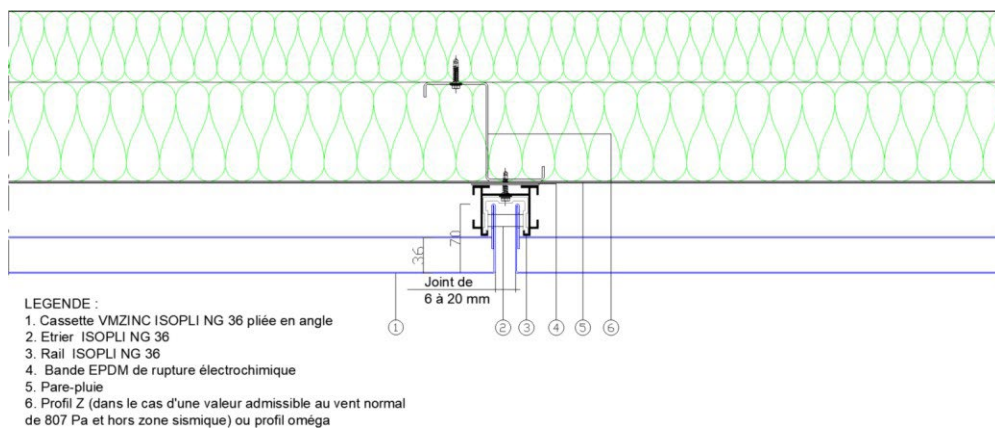 70
36
Joint de
6 à 20 mm
1 2 3 4 5 6
LEGENDE :
1. Cassette VMZINC ISOPLI NG 36 pliée en angle
2. Etrier ISOPLI NG 36
3. Rail ISOPLI NG 36
4. Bande EPDM de rupture électrochimique
5. Pare-pluie
6. Profil Z (dans le cas d'une valeur admissible au vent normal
de 807 Pa et hors zone sismique) ou profil oméga